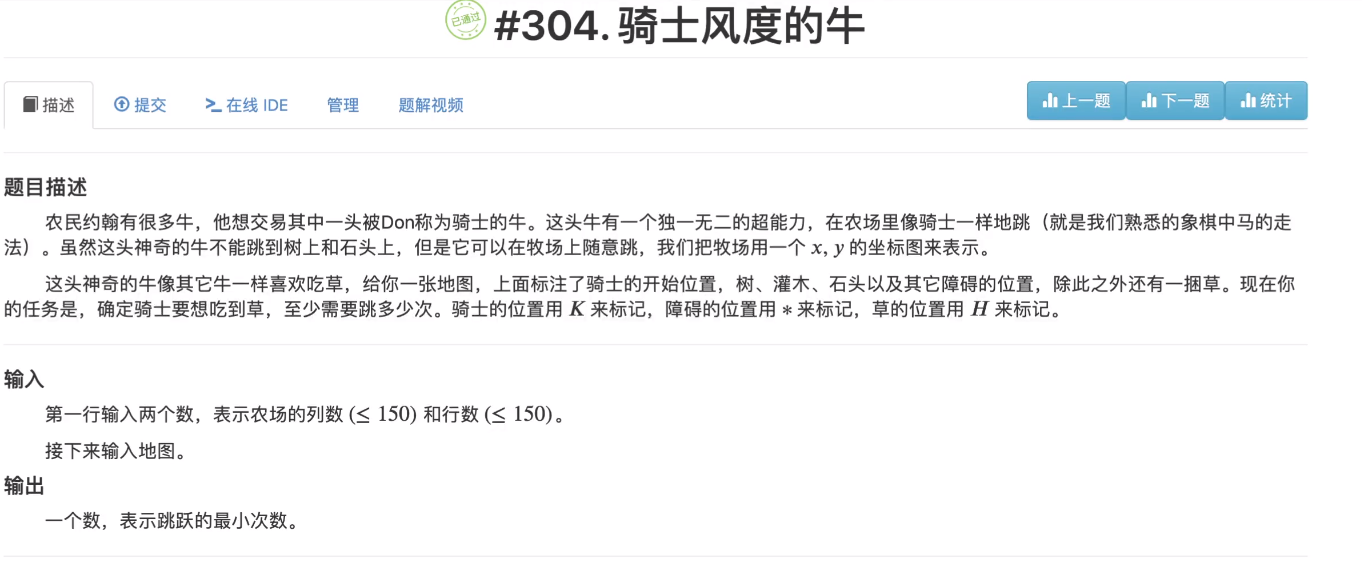 已通过
#304. 骑士风度的牛
描述
提交
在线 IDE
管理
题解视频
上一题
下一题
统计
题目描述
农民约翰有很多牛，他想交易其中一头被Don称为骑士的牛。这头牛有一个独一无二的超能力，在农场里像骑士一样地跳（就是我们熟悉的象棋中马的走
法）。虽然这头神奇的牛不能跳到树上和石头上，但是它可以在牧场上随意跳，我们把牧场用一个 x, y 的坐标图来表示。
这头神奇的牛像其它牛一样喜欢吃草，给你一张地图，上面标注了骑士的开始位置，树、灌木、石头以及其它障碍的位置，除此之外还有一捆草。现在你
的任务是，确定骑士要想吃到草，至少需要跳多少次。骑士的位置用 K 来标记，障碍的位置用 * 来标记，草的位置用 H 来标记。
输入
第一行输入两个数，表示农场的列数 (≤ 150) 和行数 (≤ 150)。
接下来输入地图。
输出
一个数，表示跳跃的最小次数。